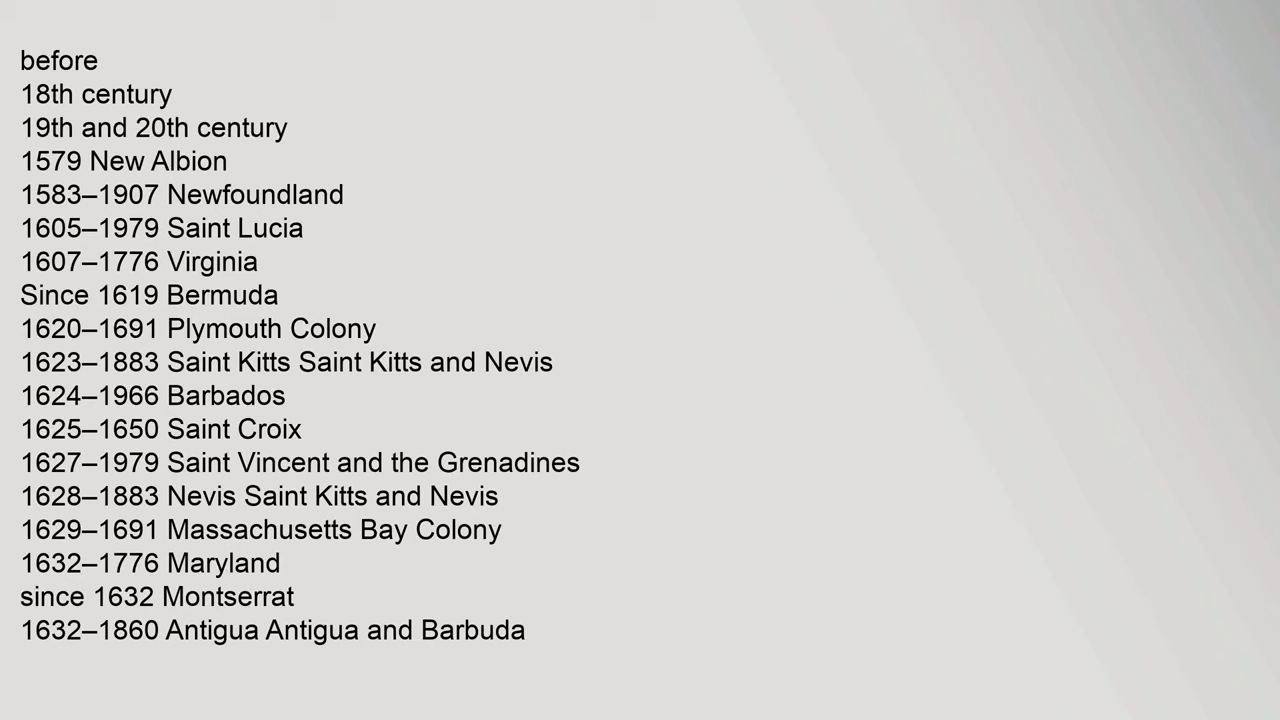 before
18th century
19th and 20th century
1579 New Albion
1583–1907 Newfoundland
1605–1979 Saint Lucia
1607–1776 Virginia
Since 1619 Bermuda
1620–1691 Plymouth Colony
1623–1883 Saint Kitts Saint Kitts and Nevis
1624–1966 Barbados
1625–1650 Saint Croix
1627–1979 Saint Vincent and the Grenadines
1628–1883 Nevis Saint Kitts and Nevis
1629–1691 Massachusetts Bay Colony
1632–1776 Maryland
since 1632 Montserrat
1632–1860 Antigua Antigua and Barbuda